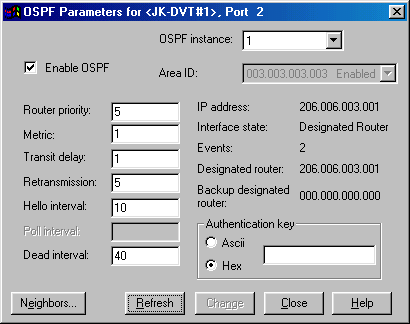 OSPF Parameters for <JK-DVT#1>, Port 2
OSPF instance: 1
Enable OSPF
Area ID: 003.003.003.003 Enabled
Router priority: 5
IP address: 206.006.003.001
Metric: 1
Interface state: Designated Router
Transit delay: 1
Events: 2
Retransmission: 5
Designated router: 206.006.003.001
Hello interval: 10
Backup designated
router: 000.000.000.000
Poll interval:
Dead interval: 40
Authentication key
Ascii
Hex
Neighbors...
Refresh
Change
Close
Help